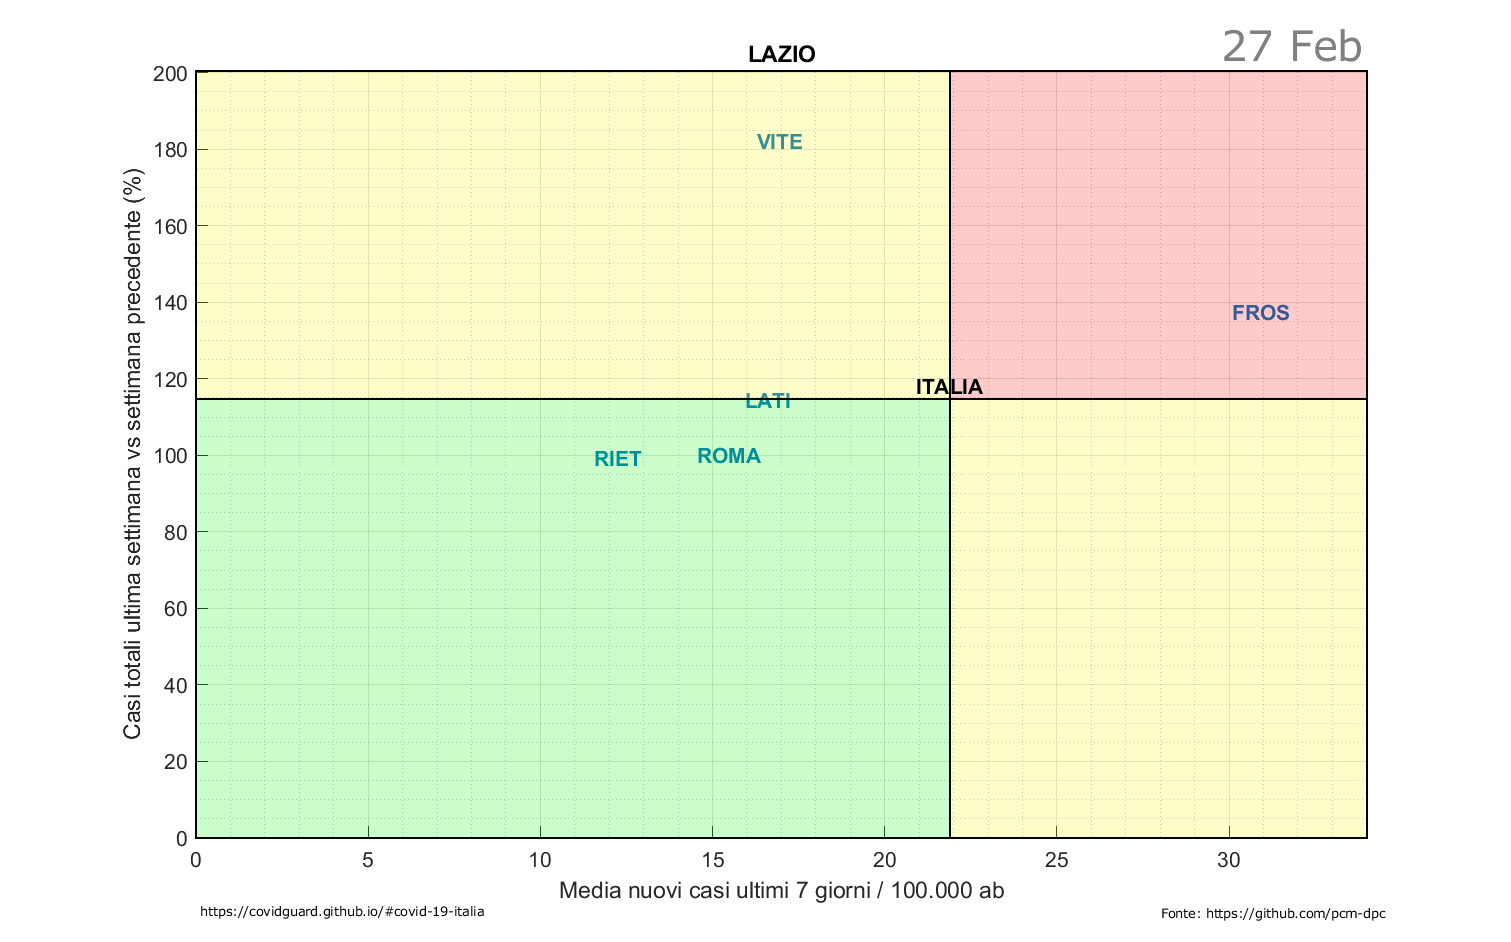 27 Feb
LAZIO
Casi totali ultima settimana vs settimana precedente (%)
200
180
160
140
120
100
80
60
40
20
0
VITE
FROS
ITALIA
LATI
RIET
ROMA
0 5 10 15 20 25 30
Media nuovi casi ultimi 7 giorni / 100.000 ab
https://covidguard.github.io/#covid-19-italia
Fonte: https://github.com/pcm-dpc